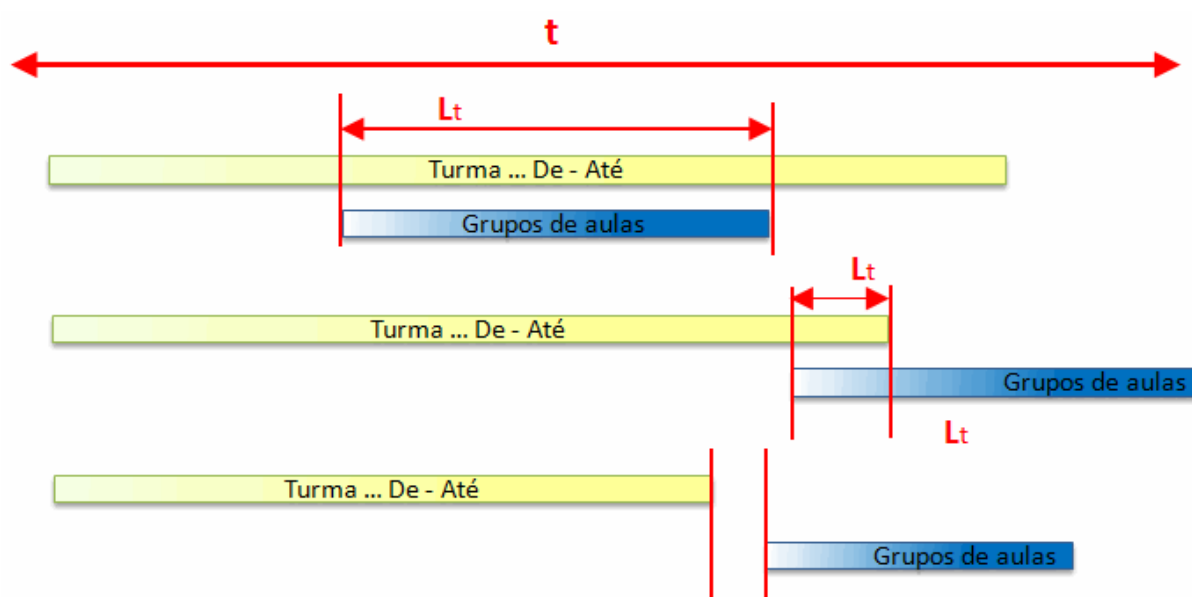 t
Lt
Turma ... De - Até
Grupos de aulas
Lt
Turma ... De - Até
Grupos de aulas
Lt
Turma ... De - Até
Grupos de aulas